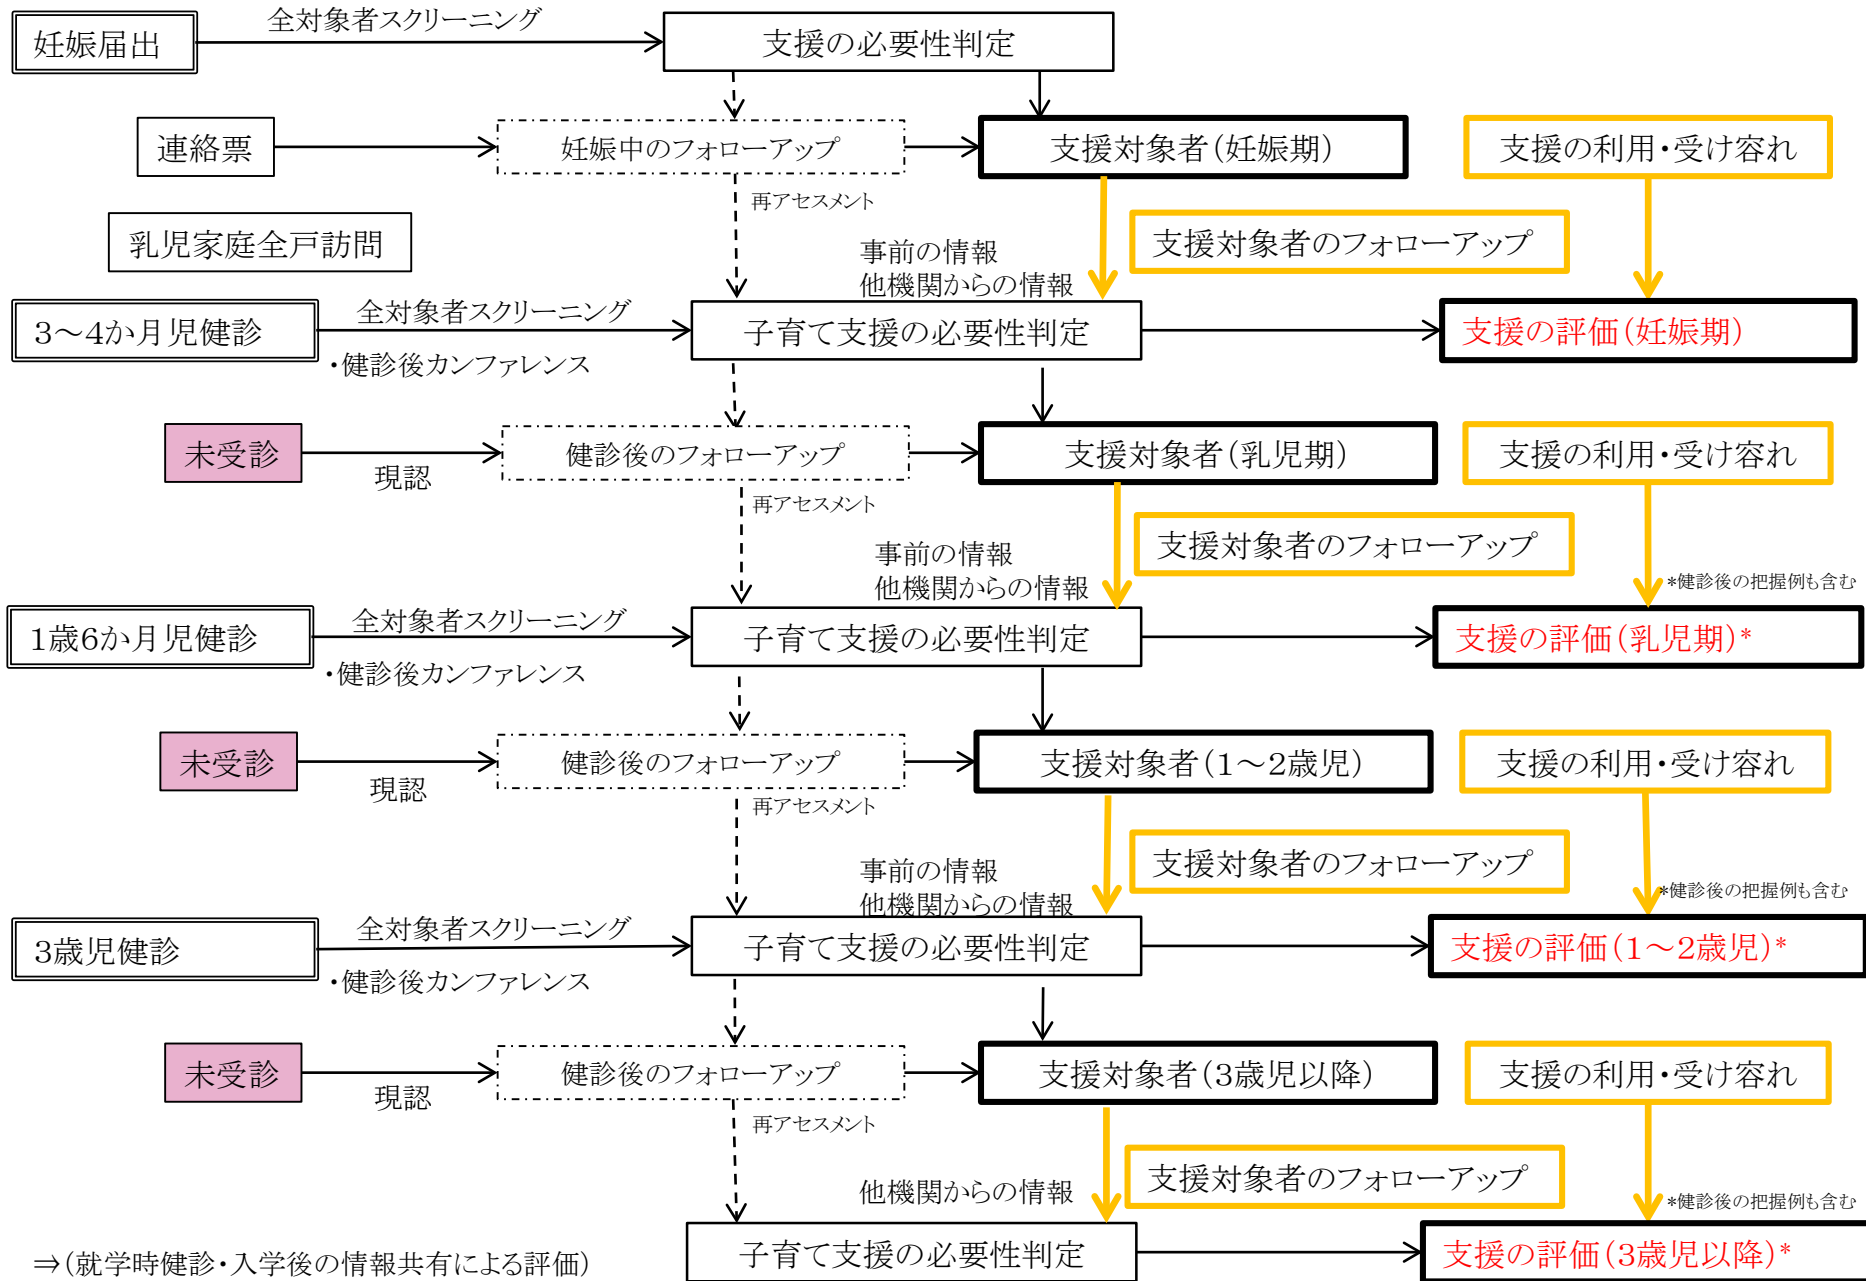 全対象者スクリーニング
妊娠届出
支援の必要性判定
連絡票
妊娠中のフォローアップ
支援対象者(妊娠期)
支援の利用・受け容れ
再アセスメント
乳児家庭全戸訪問
支援対象者のフォローアップ
事前の情報
他機関からの情報
3~4か月児健診
全対象者スクリーニング
・健診後カンファレンス
子育て支援の必要性判定
支援の評価(妊娠期)
未受診
現認
健診後のフォローアップ
支援対象者(乳児期)
支援の利用・受け容れ
再アセスメント
支援対象者のフォローアップ
事前の情報
他機関からの情報
*健診後の把握例も含む
1歳6か月児健診
全対象者スクリーニング
・健診後カンファレンス
子育て支援の必要性判定
支援の評価(乳児期)*
未受診
現認
健診後のフォローアップ
支援対象者(1~2歳児)
支援の利用・受け容れ
再アセスメント
支援対象者のフォローアップ
事前の情報
他機関からの情報
*健診後の把握例も含む
3歳児健診
全対象者スクリーニング
・健診後カンファレンス
子育て支援の必要性判定
支援の評価(1~2歳児)*
未受診
現認
健診後のフォローアップ
支援対象者(3歳児以降)
支援の利用・受け容れ
再アセスメント
支援対象者のフォローアップ
他機関からの情報
*健診後の把握例も含む
子育て支援の必要性判定
支援の評価(3歳児以降)*
⇒(就学時健診・入学後の情報共有による評価)